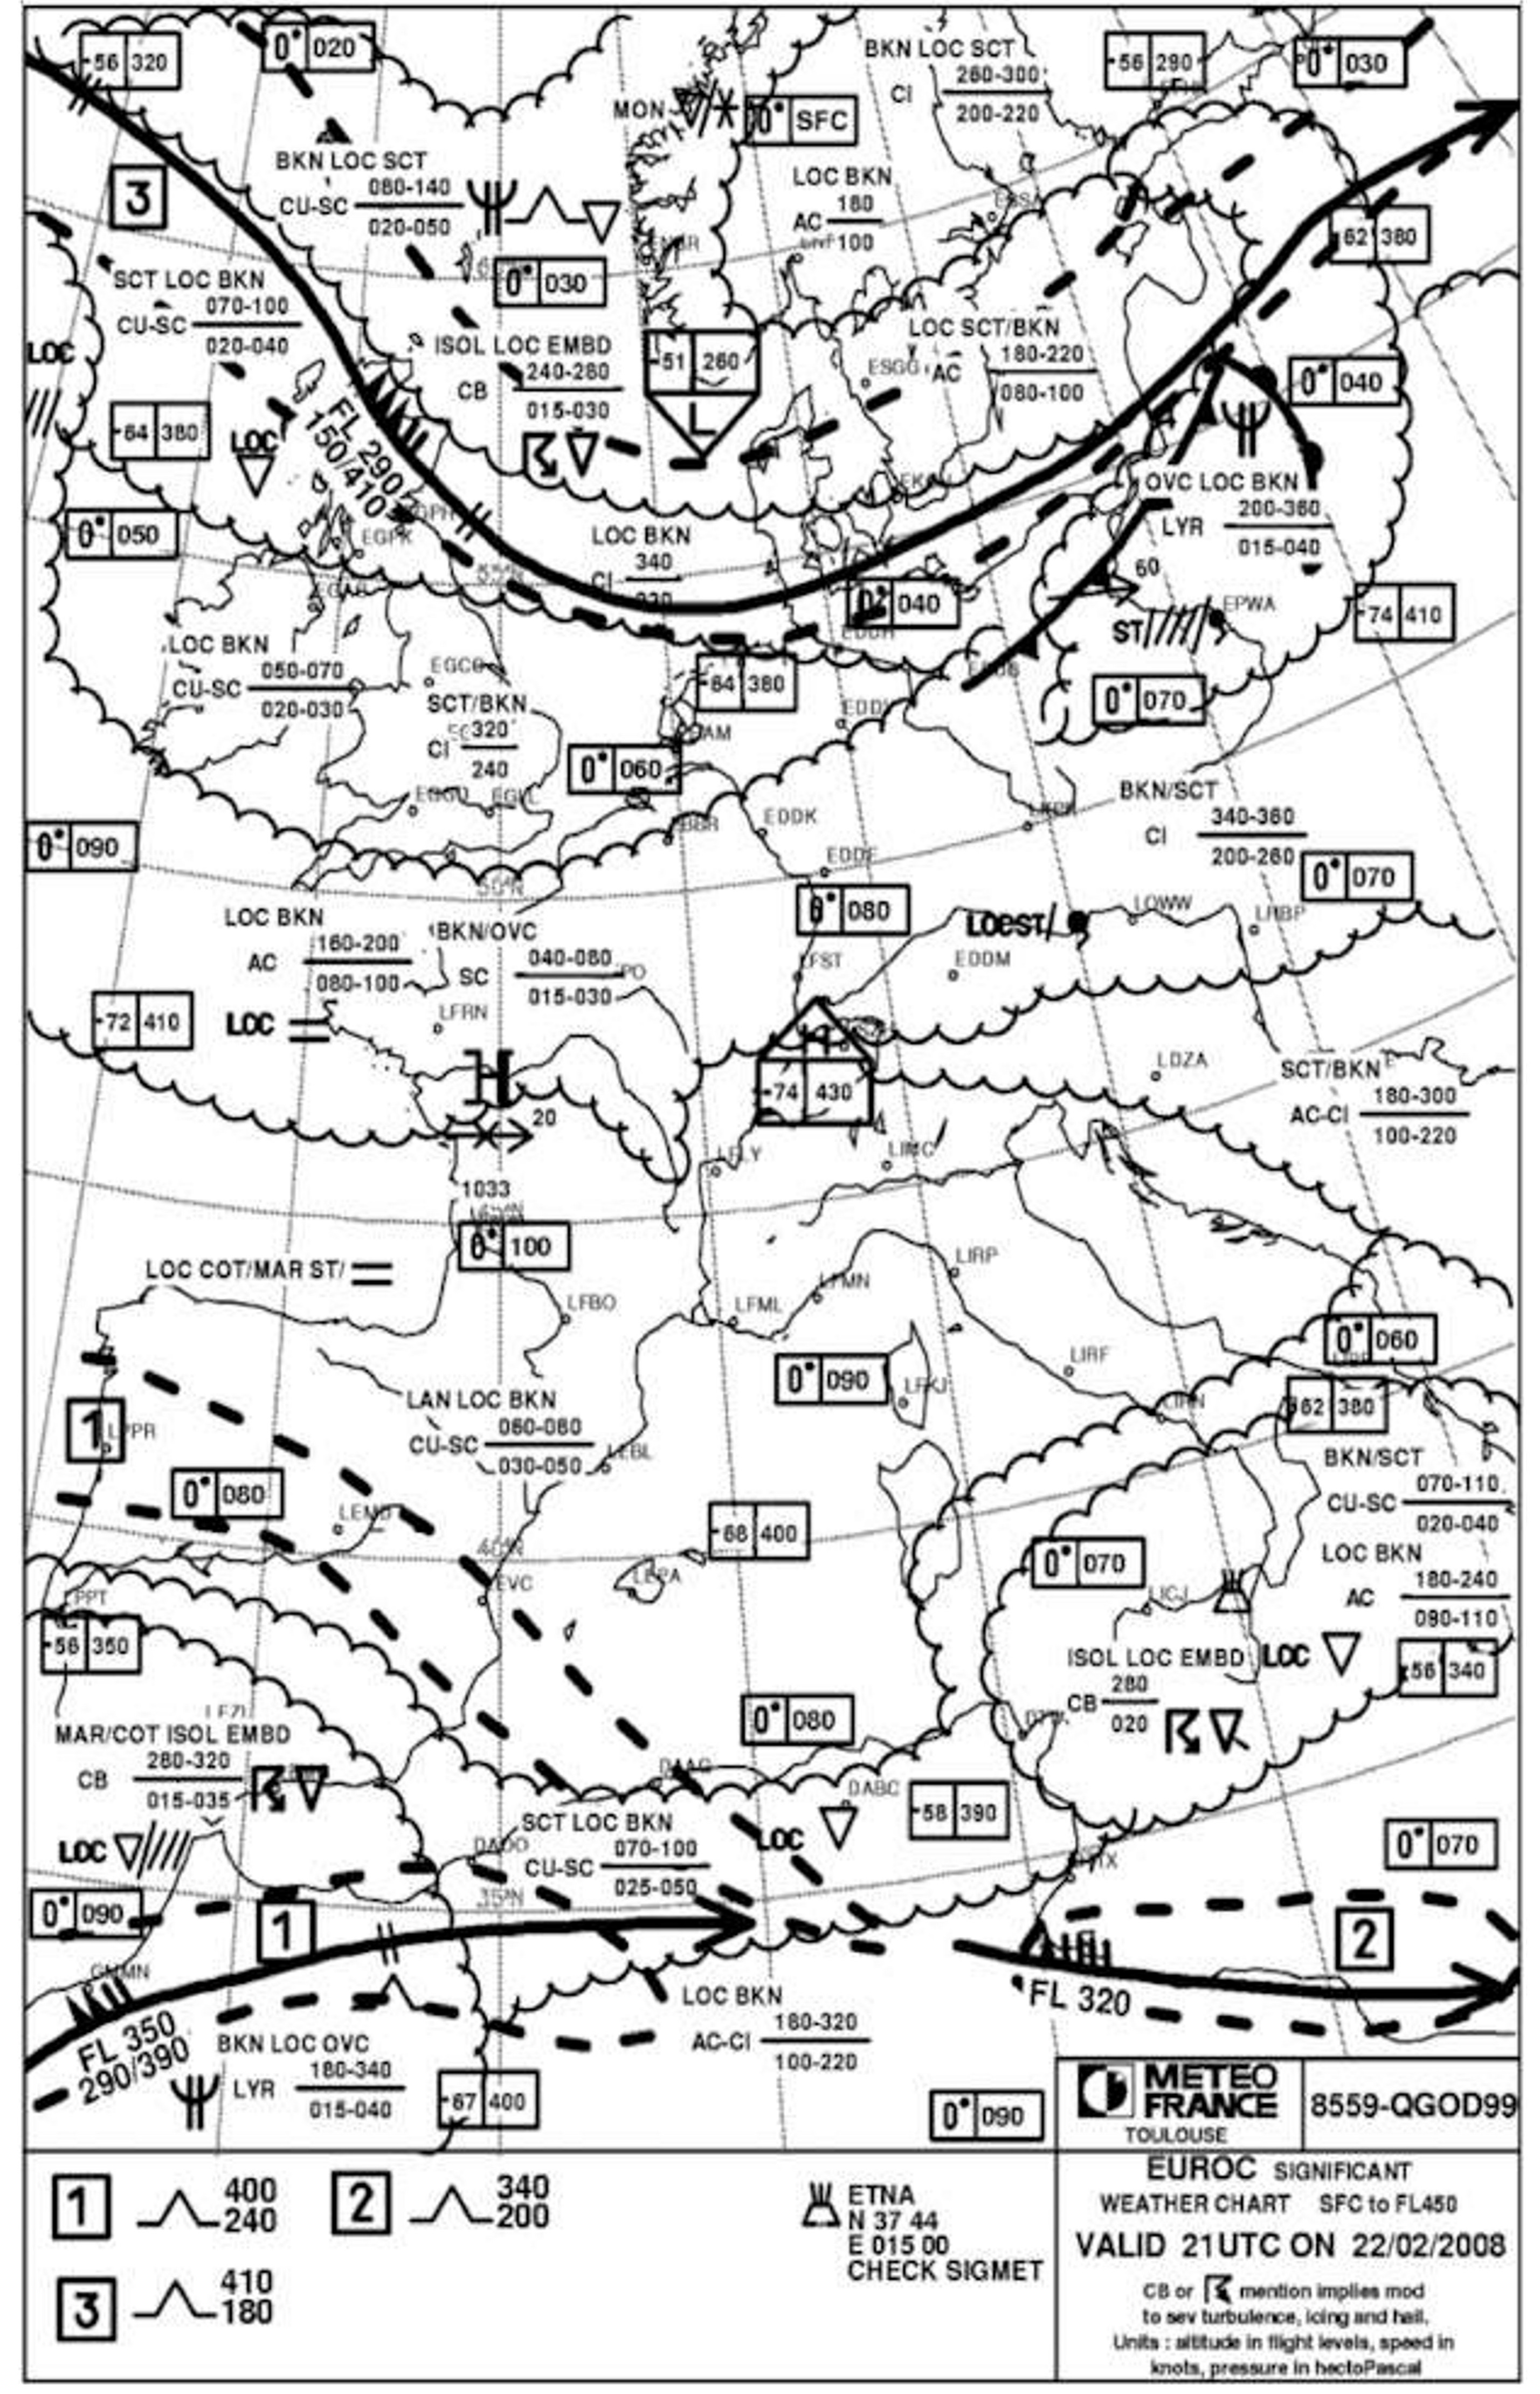 -56 320
0° 020
BKN LOC SCT
CI 260-300
200-220
-56 290
0° 030
MON
0° SFC
3
BKN LOC SCT
CU-SC 080-140
020-050
LOC BKN
AC 180
100
-62 380
SCT LOC BKN
CU-SC 070-100
020-040
0° 030
LOC
ISOL LOC EMBD
CB 240-280
015-030
-51 260
L
LOC SCT/BKN
ESGG AC 180-220
080-100
0° 040
-64 380
LOC
FL 290
150/410
0° 050
EGPK
LOC BKN
CI 340
OVC LOC BKN
LYR 200-360
015-040
60
0° 040
EPWA
ST
-74 410
LOC BKN
CU-SC 050-070
020-030
SCT/BKN
CI 320
240
-64 380
0° 070
0° 060
EGLL
BKN/SCT
CI 340-360
200-260
0° 090
EDDK
EDDF
0° 070
0° 080
LOC BKN
AC 160-200
080-100
BKN/OVC
SC 040-080
015-030
LOC ST/
LOWW
LHBP
LFST
EDDM
-72 410
LOC
LFRN
H
H
-74 430
LDZA
SCT/BKN
AC-CI 180-300
100-220
20
LFLY
LIMC
1033
0° 100
LOC COT/MAR ST/
LFBO
LFML
LFMN
LIRP
0° 060
0° 090
LFKJ
LIRF
1
LPPR
LAN LOC BKN
CU-SC 060-080
030-050
LEBL
-62 380
LIRN
BKN/SCT
CU-SC 070-110
020-040
0° 080
LEMD
-68 400
40°N
LEPA
0° 070
LOC BKN
AC 180-240
090-110
LICJ
LPPT
-56 350
ISOL LOC EMBD
CB 280
020
LOC
-56 340
0° 080
MAR/COT ISOL EMBD
CB 280-320
015-035
DAAG
DABC
-58 390
SCT LOC BKN
CU-SC 070-100
025-050
LOC
LOC
0° 070
0° 090
35°N
1
2
GMMN
FL 350
290/390
LOC BKN
AC-CI 180-320
100-220
FL 320
BKN LOC OVC
LYR 180-340
015-040
-67 400
0° 090
METEO
FRANCE
TOULOUSE
8559-QGOD99
1 400
240
2 340
200
3 410
180
ETNA
N 37 44
E 015 00
CHECK SIGMET
EUROC SIGNIFICANT
WEATHER CHART SFC to FL450
VALID 21UTC ON 22/02/2008
CB or mention implies mod
to sev turbulence, icing and hail.
Units : altitude in flight levels, speed in
knots, pressure in hectoPascal